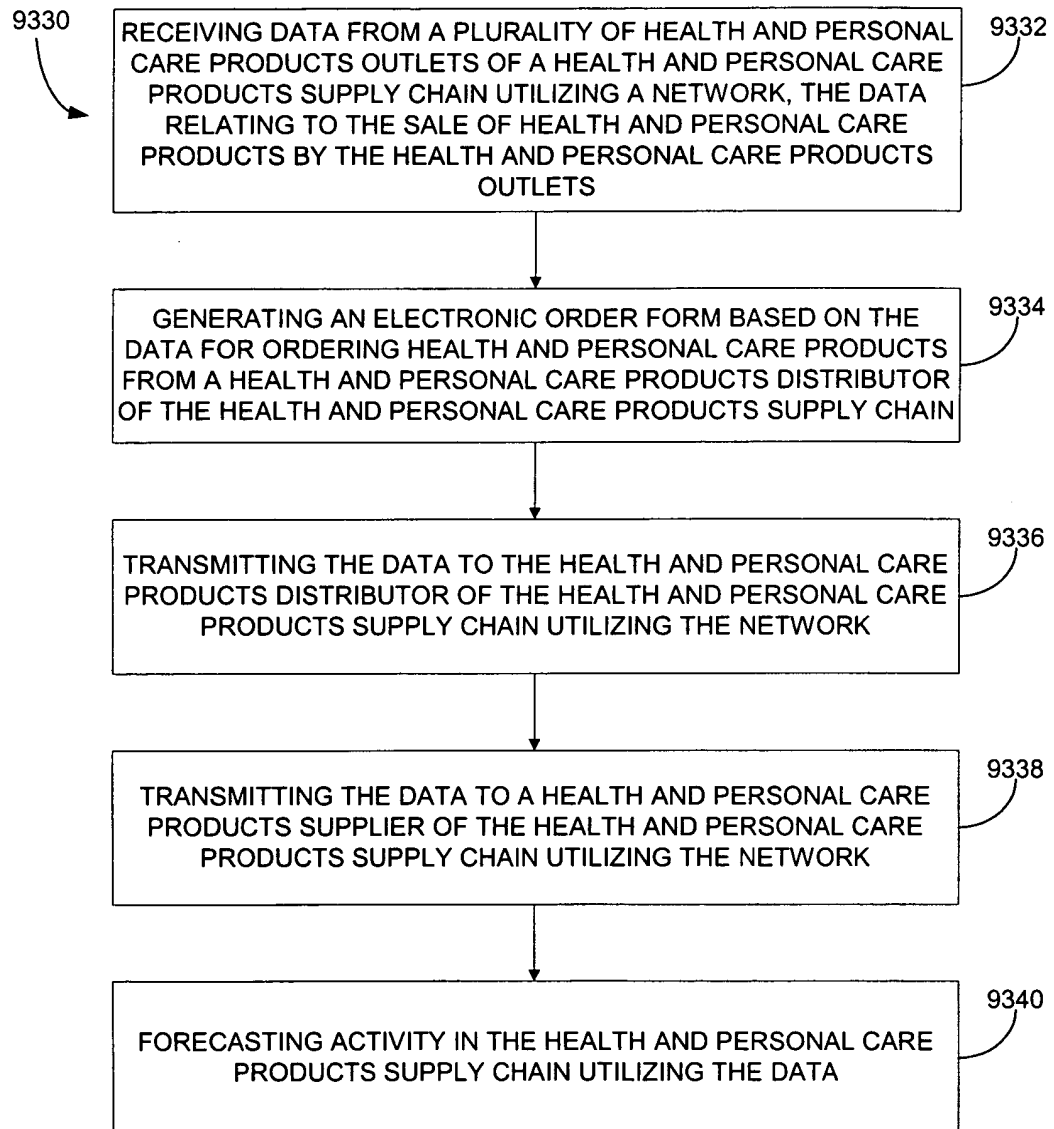 9330
RECEIVING DATA FROM A PLURALITY OF HEALTH AND PERSONAL
CARE PRODUCTS OUTLETS OF A HEALTH AND PERSONAL CARE
PRODUCTS SUPPLY CHAIN UTILIZING A NETWORK, THE DATA
RELATING TO THE SALE OF HEALTH AND PERSONAL CARE
PRODUCTS BY THE HEALTH AND PERSONAL CARE PRODUCTS
OUTLETS
9332
GENERATING AN ELECTRONIC ORDER FORM BASED ON THE
DATA FOR ORDERING HEALTH AND PERSONAL CARE PRODUCTS
FROM A HEALTH AND PERSONAL CARE PRODUCTS DISTRIBUTOR
OF THE HEALTH AND PERSONAL CARE PRODUCTS SUPPLY CHAIN
9334
TRANSMITTING THE DATA TO THE HEALTH AND PERSONAL CARE
PRODUCTS DISTRIBUTOR OF THE HEALTH AND PERSONAL CARE
PRODUCTS SUPPLY CHAIN UTILIZING THE NETWORK
9336
TRANSMITTING THE DATA TO A HEALTH AND PERSONAL CARE
PRODUCTS SUPPLIER OF THE HEALTH AND PERSONAL CARE
PRODUCTS SUPPLY CHAIN UTILIZING THE NETWORK
9338
FORECASTING ACTIVITY IN THE HEALTH AND PERSONAL CARE
PRODUCTS SUPPLY CHAIN UTILIZING THE DATA
9340